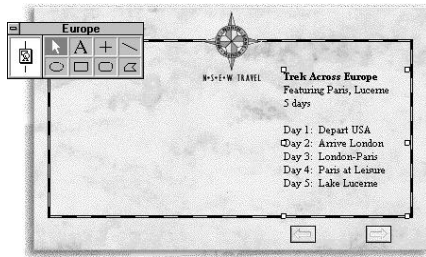 Europe
A
N•S•E•W TRAVEL
Trek Across Europe
Featuring Paris, Lucerne
5 days
Day 1: Depart USA
Day 2: Arrive London
Day 3: London-Paris
Day 4: Paris at Leisure
Day 5: Lake Lucerne